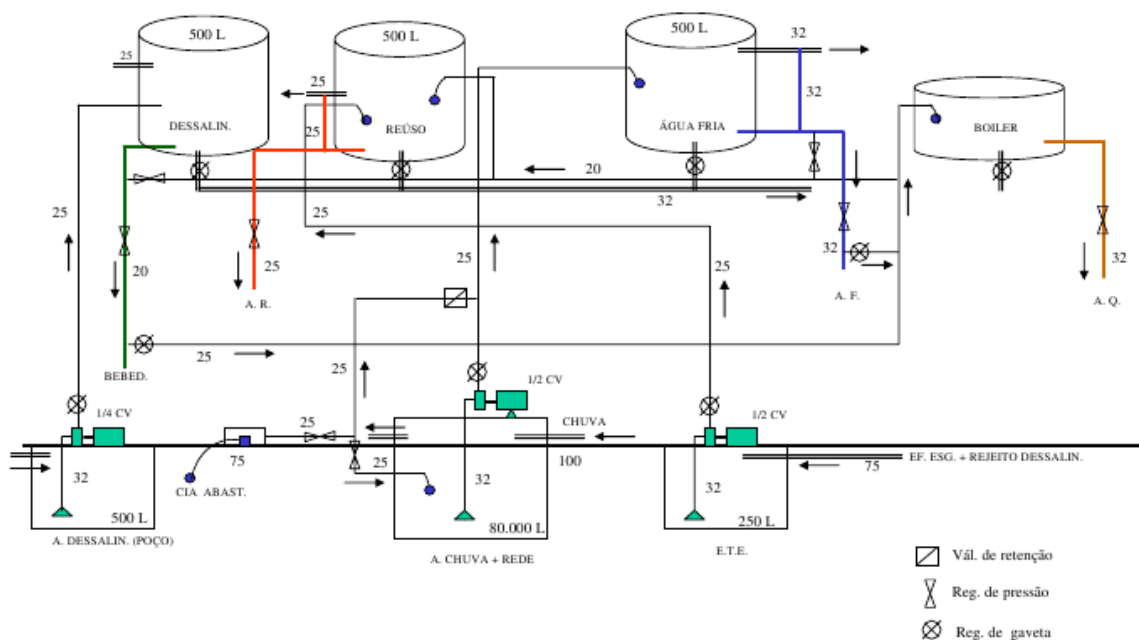 500 L
500 L
500 L
32
25
25
32
25
DESSALIN.
REÚSO
ÁGUA FRIA
BOILER
20
32
25
25
20
25
25
32
25
32
A. R.
A. F.
A. Q.
25
25
BEBED.
1/4 CV
1/2 CV
1/2 CV
25
CHUVA
32
75
25
32
100
32
75
EF. ESG. + REJEITO DESSALIN.
CIA ABAST.
500 L
80.000 L
250 L
A. DESSALIN. (POÇO)
A. CHUVA + REDE
E.T.E.
Vál. de retenção
Reg. de pressão
Reg. de gaveta